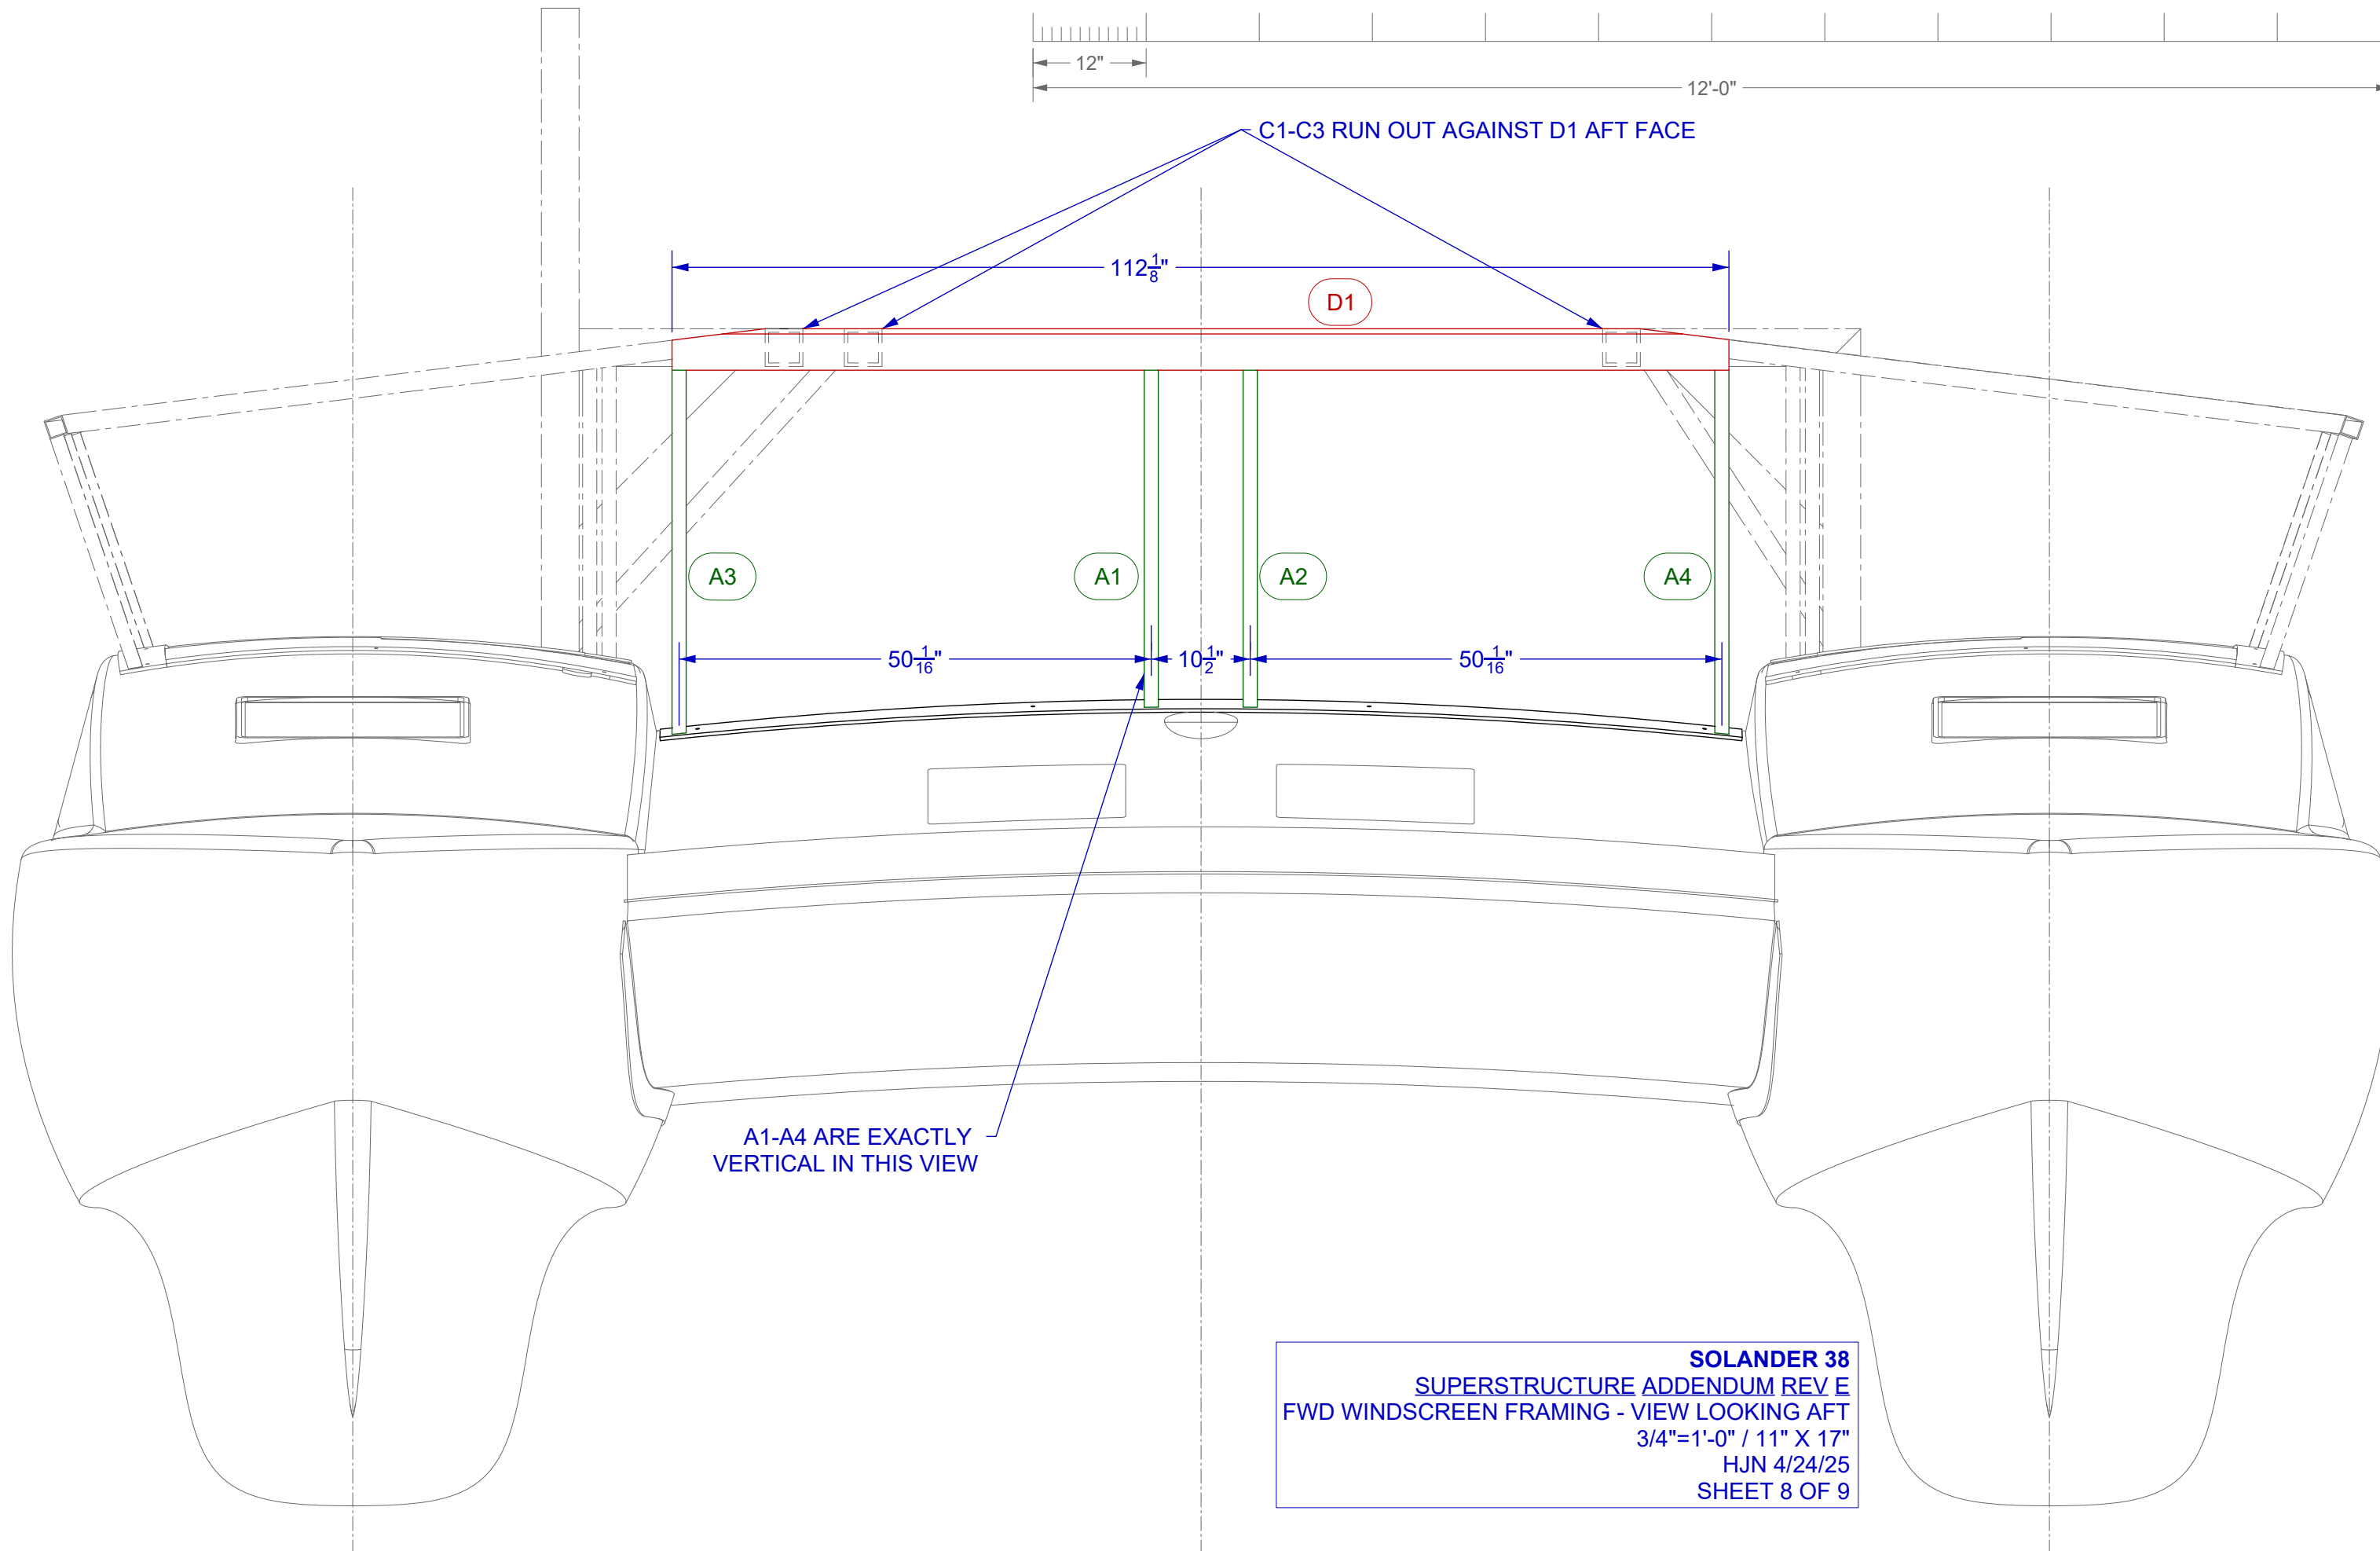 12"
12'-0"
C1-C3 RUN OUT AGAINST D1 AFT FACE
112 1/8"
D1
A3
A1
A2
A4
50 1/16"
10 1/2"
50 1/16"
A1-A4 ARE EXACTLY
VERTICAL IN THIS VIEW
SOLANDER 38
SUPERSTRUCTURE ADDENDUM REV E
FWD WINDSCREEN FRAMING - VIEW LOOKING AFT
3/4"=1'-0" / 11" X 17"
HJN 4/24/25
SHEET 8 OF 9